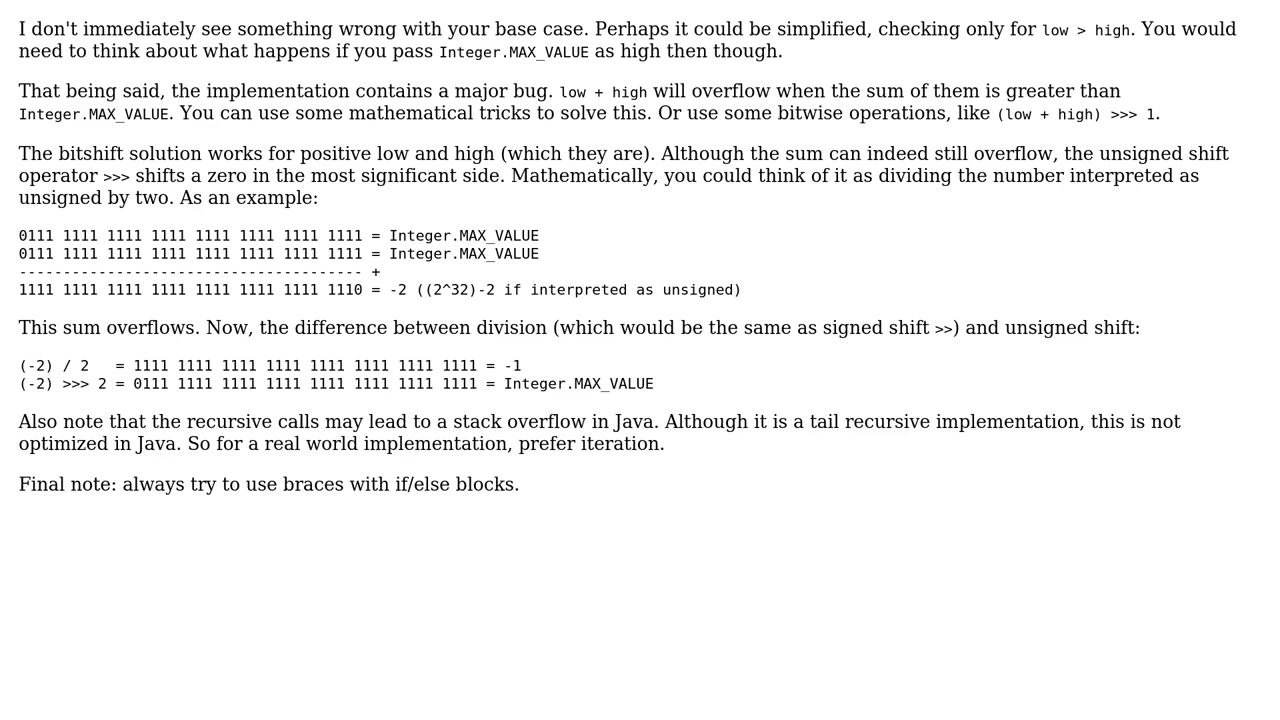 I don't immediately see something wrong with your base case. Perhaps it could be simplified, checking only for low > high. You would
need to think about what happens if you pass Integer.MAX_VALUE as high then though.
That being said, the implementation contains a major bug. low + high will overflow when the sum of them is greater than
Integer.MAX_VALUE. You can use some mathematical tricks to solve this. Or use some bitwise operations, like (low + high) >>> 1.
The bitshift solution works for positive low and high (which they are). Although the sum can indeed still overflow, the unsigned shift
operator >>> shifts a zero in the most significant side. Mathematically, you could think of it as dividing the number interpreted as
unsigned by two. As an example:
0111 1111 1111 1111 1111 1111 1111 1111 = Integer.MAX_VALUE
0111 1111 1111 1111 1111 1111 1111 1111 = Integer.MAX_VALUE
--------------------------------------- +
1111 1111 1111 1111 1111 1111 1111 1110 = -2 ((2^32)-2 if interpreted as unsigned)
This sum overflows. Now, the difference between division (which would be the same as signed shift >>) and unsigned shift:
(-2) / 2   = 1111 1111 1111 1111 1111 1111 1111 1111 = -1
(-2) >>> 2 = 0111 1111 1111 1111 1111 1111 1111 1111 = Integer.MAX_VALUE
Also note that the recursive calls may lead to a stack overflow in Java. Although it is a tail recursive implementation, this is not
optimized in Java. So for a real world implementation, prefer iteration.
Final note: always try to use braces with if/else blocks.